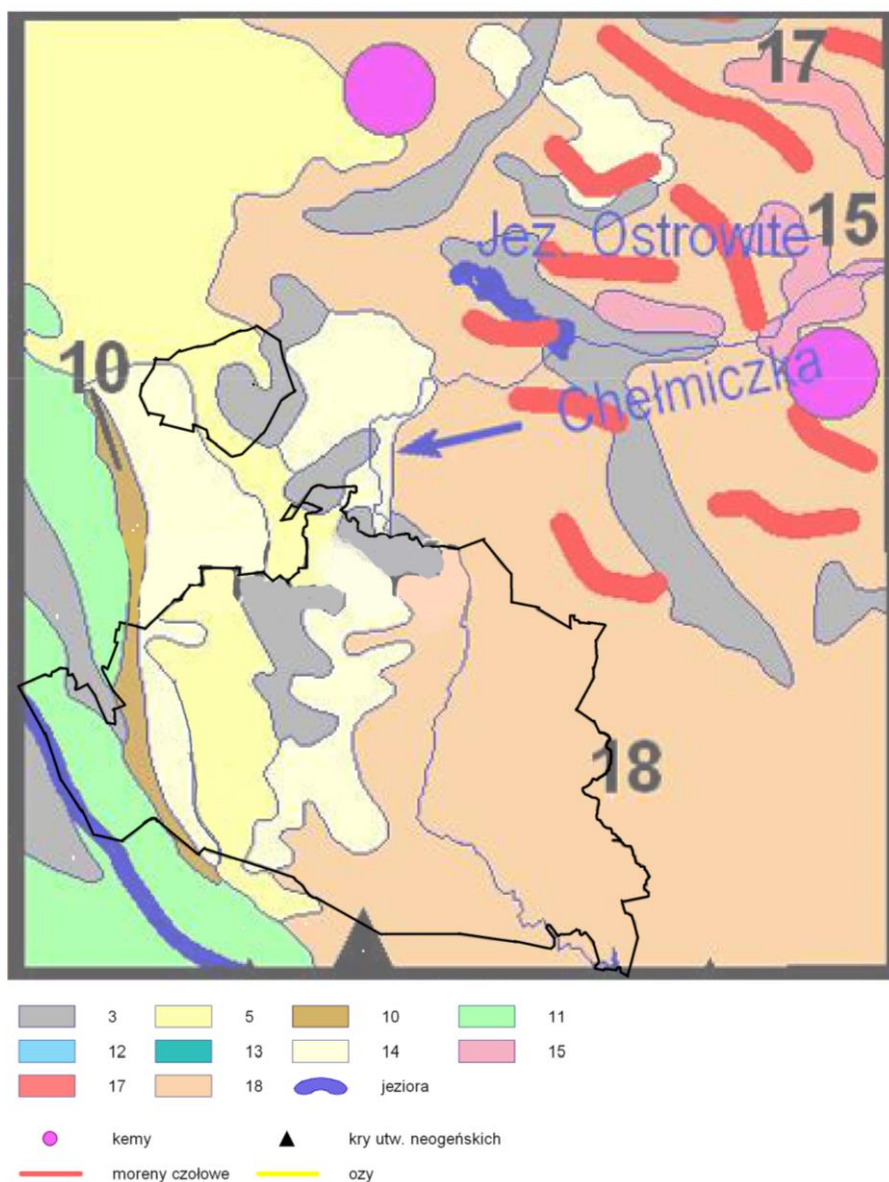 17
15
Jez. Ostrowite
10
Chełmiczka
18
3 5 10 11
12 13 14 15
17 18 jeziora
kemy kry utw. neogeńskich
moreny czołowe ozy